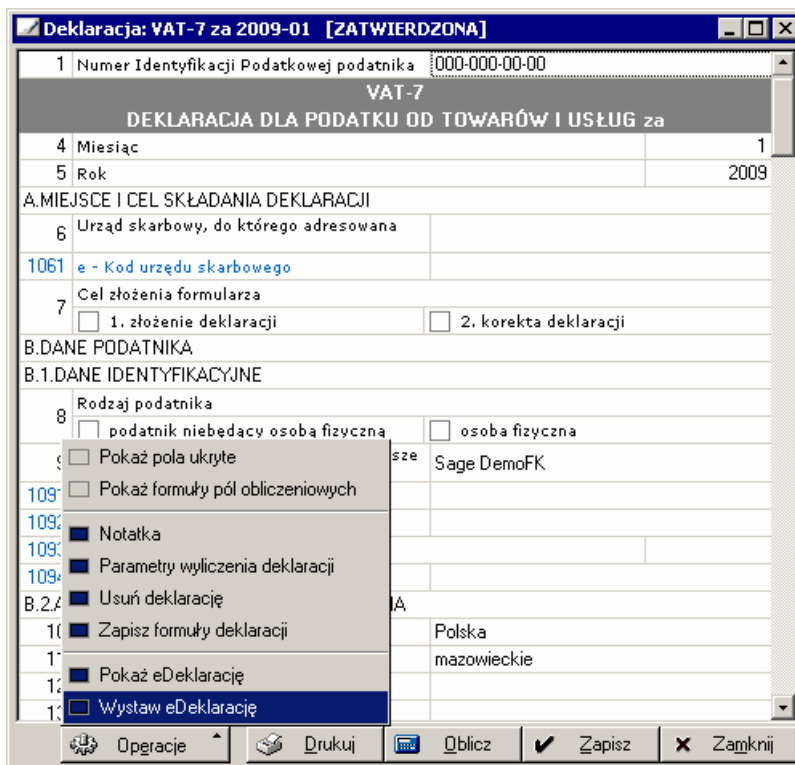 Deklaracja: VAT-7 za 2009-01 [ZATWIERDZONA]
1 Numer Identyfikacji Podatkowej podatnika 000-000-00-00
VAT-7
DEKLARACJA DLA PODATKU OD TOWARÓW I USŁUG za
4 Miesiąc 1
5 Rok 2009
A.MIEJSCE I CEL SKŁADANIA DEKLARACJI
6 Urząd skarbowy, do którego adresowana
1061 e - Kod urzędu skarbowego
7 Cel złożenia formularza
1. złożenie deklaracji 2. korekta deklaracji
B.DANE PODATNIKA
B.1.DANE IDENTYFIKACYJNE
8 Rodzaj podatnika
podatnik niebędący osobą fizyczną osoba fizyczna
Sage DemoFK
Pokaż pola ukryte
Pokaż formuły pól obliczeniowych
1092
Notatka
Parametry wyliczenia deklaracji
1094
Usuń deklarację
B.2.A
Zapisz formuły deklaracji Polska
Pokaż eDeklarację mazowieckie
Wystaw eDeklarację
Operacje Drukuj Oblicz Zapisz Zamknij